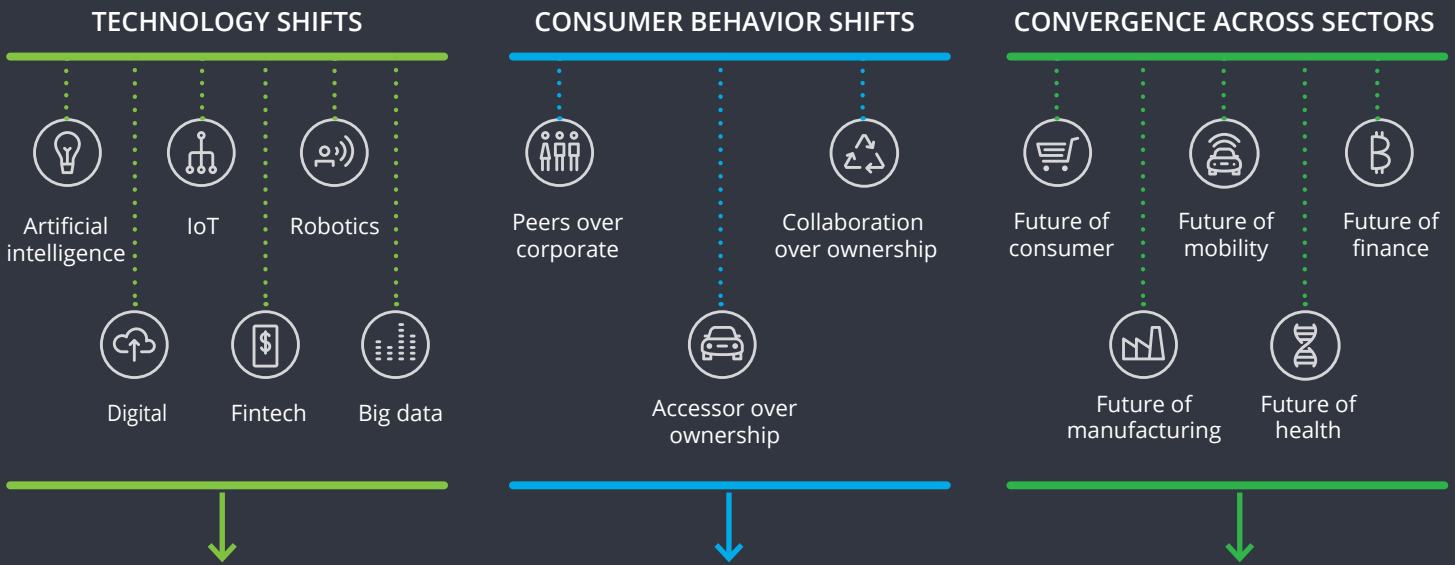 TECHNOLOGY SHIFTS
Artificial
intelligence
IoT
Robotics
Digital
Fintech
Big data
CONSUMER BEHAVIOR SHIFTS
Peers over
corporate
Collaboration
over ownership
Accessor over
ownership
CONVERGENCE ACROSS SECTORS
Future of
consumer
Future of
mobility
Future of
finance
Future of
manufacturing
Future of
health